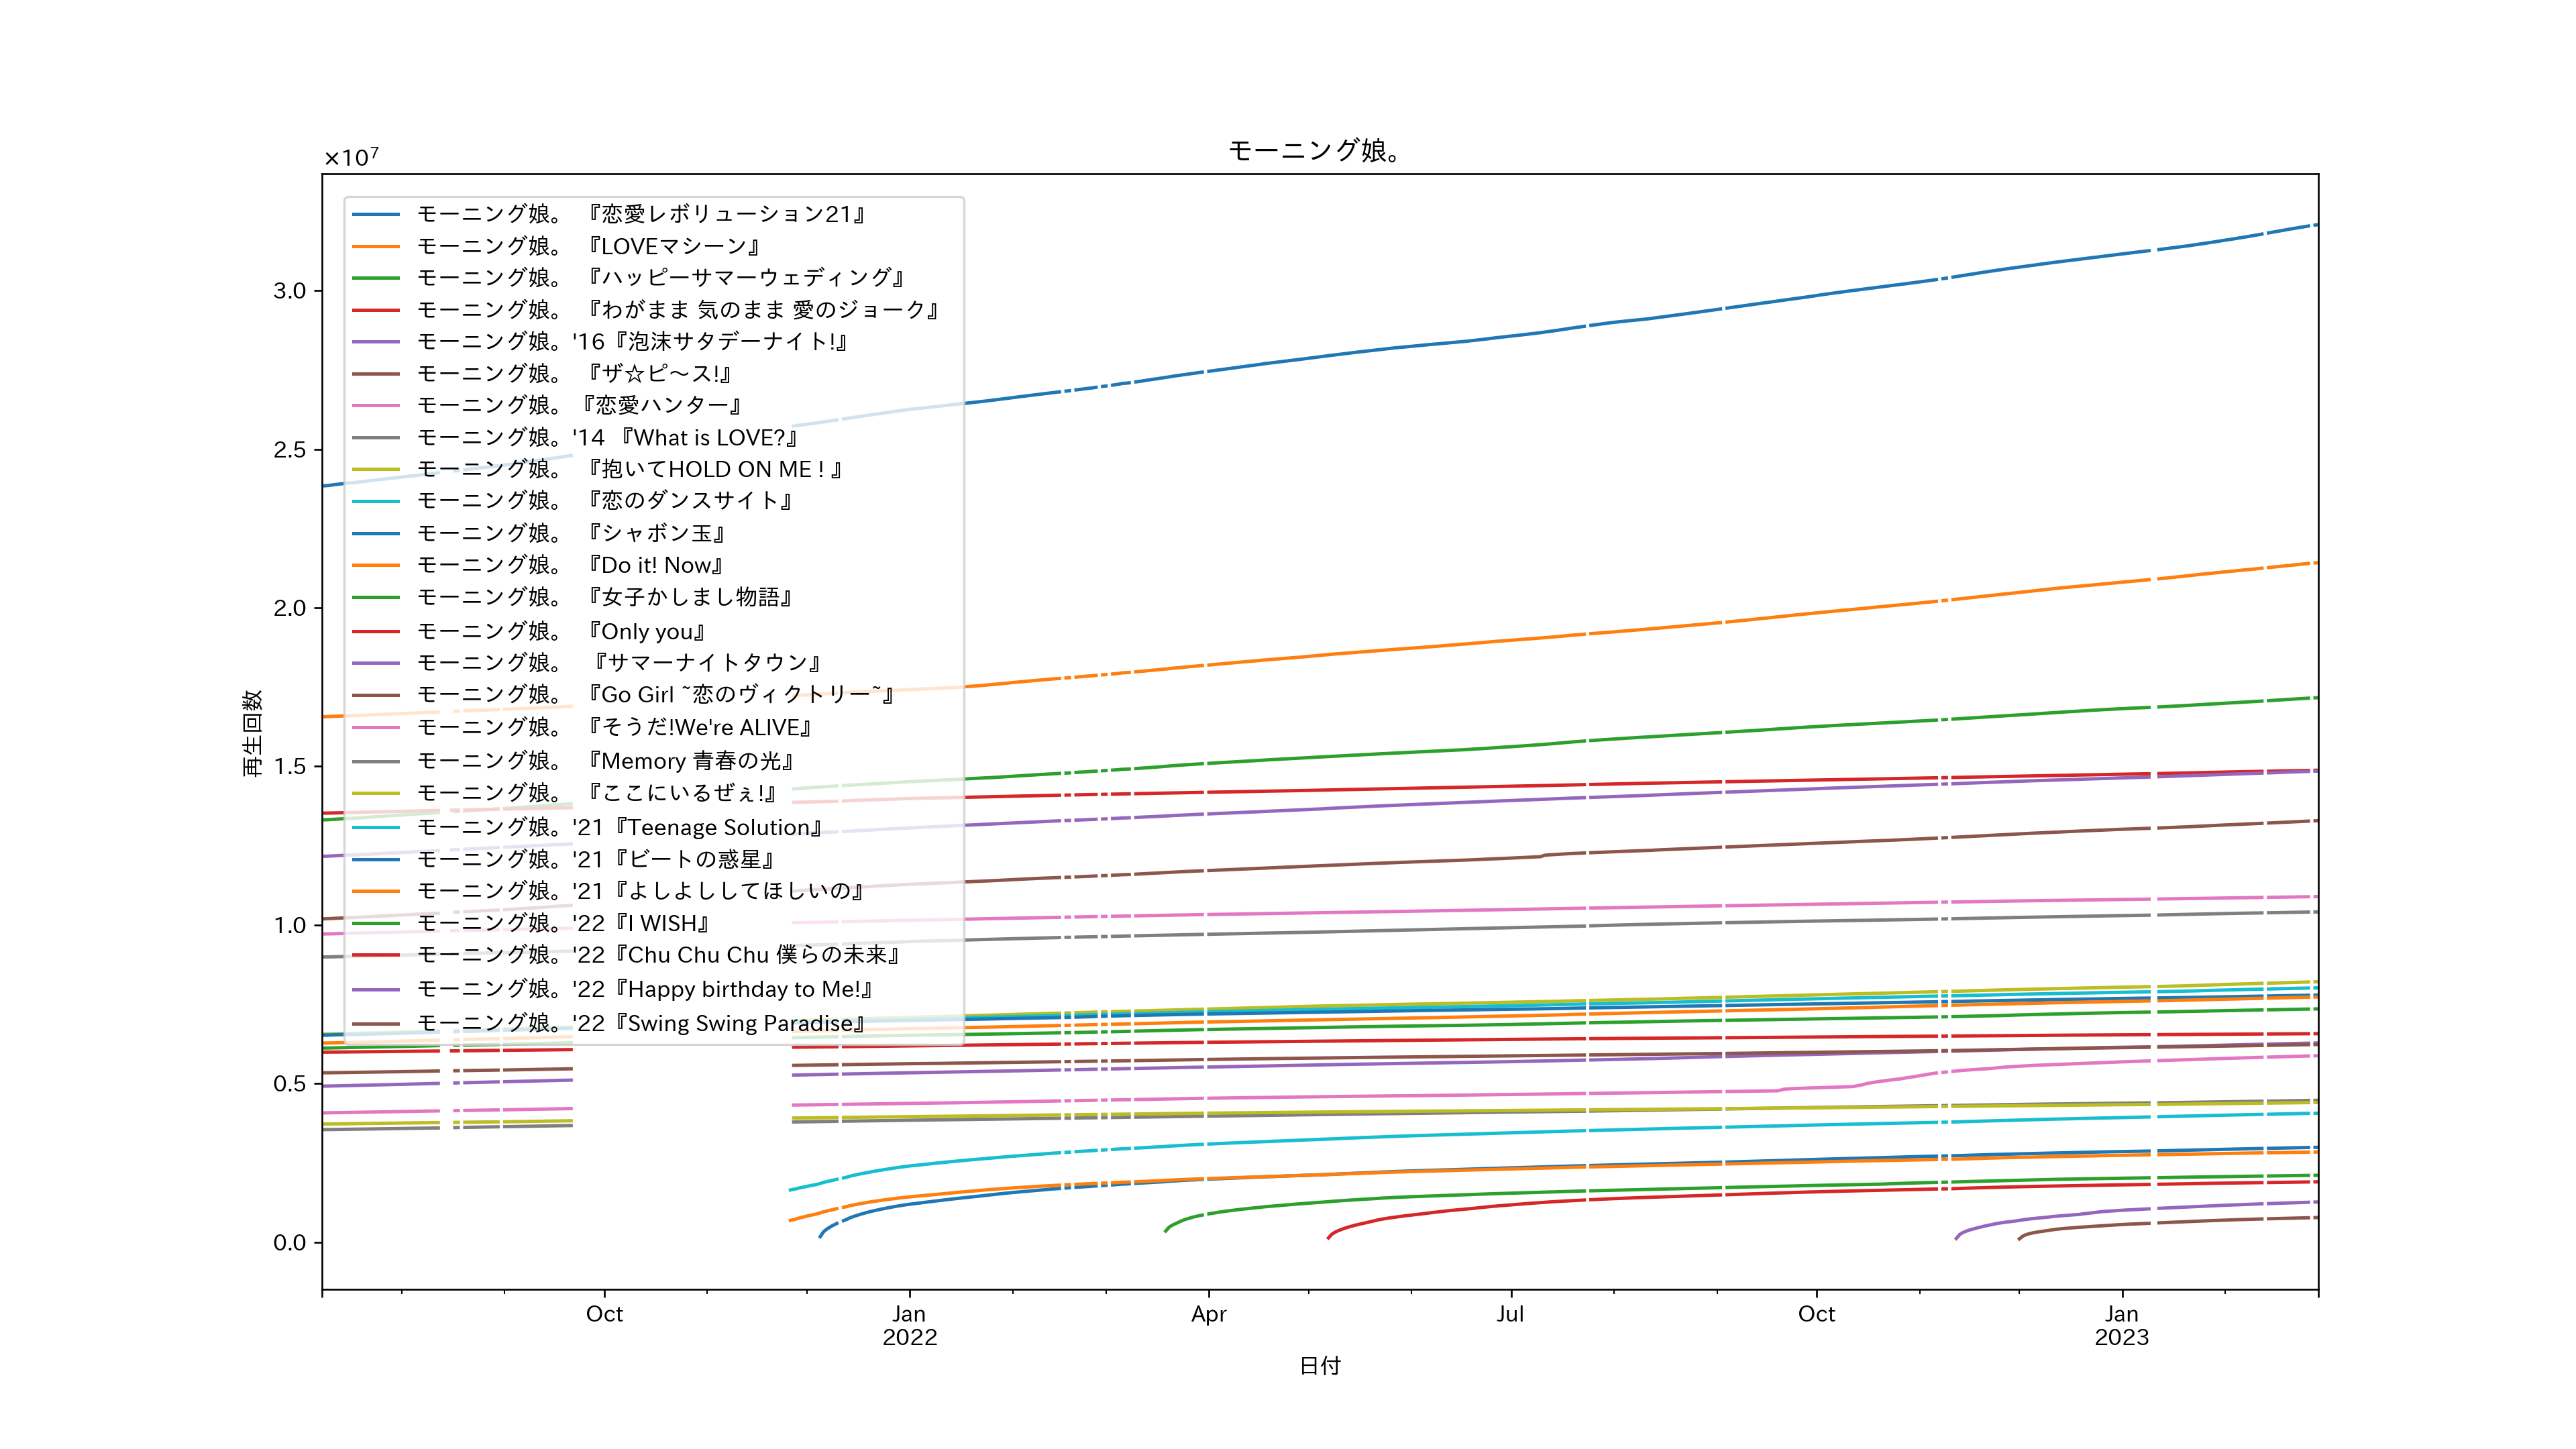 モーニング娘。
×10⁷
再生回数
3.0
2.5
2.0
1.5
1.0
0.5
0.0
モーニング娘。 『恋愛レボリューション21』
モーニング娘。 『LOVEマシーン』
モーニング娘。 『ハッピーサマーウェディング』
モーニング娘。 『わがまま 気のまま 愛のジョーク』
モーニング娘。'16『泡沫サタデーナイト!』
モーニング娘。 『ザ☆ピ～ス!』
モーニング娘。『恋愛ハンター』
モーニング娘。'14 『What is LOVE?』
モーニング娘。 『抱いてHOLD ON ME ! 』
モーニング娘。 『恋のダンスサイト』
モーニング娘。 『シャボン玉』
モーニング娘。 『Do it! Now』
モーニング娘。 『女子かしまし物語』
モーニング娘。 『Only you』
モーニング娘。  『サマーナイトタウン』
モーニング娘。 『Go Girl ~恋のヴィクトリー~』
モーニング娘。 『そうだ!We're ALIVE』
モーニング娘。 『Memory 青春の光』
モーニング娘。 『ここにいるぜぇ!』
モーニング娘。'21『Teenage Solution』
モーニング娘。'21『ビートの惑星』
モーニング娘。'21『よしよししてほしいの』
モーニング娘。'22『I WISH』
モーニング娘。'22『Chu Chu Chu 僕らの未来』
モーニング娘。'22『Happy birthday to Me!』
モーニング娘。'22『Swing Swing Paradise』
Oct Jan Apr Jul Oct Jan
2022 2023
日付